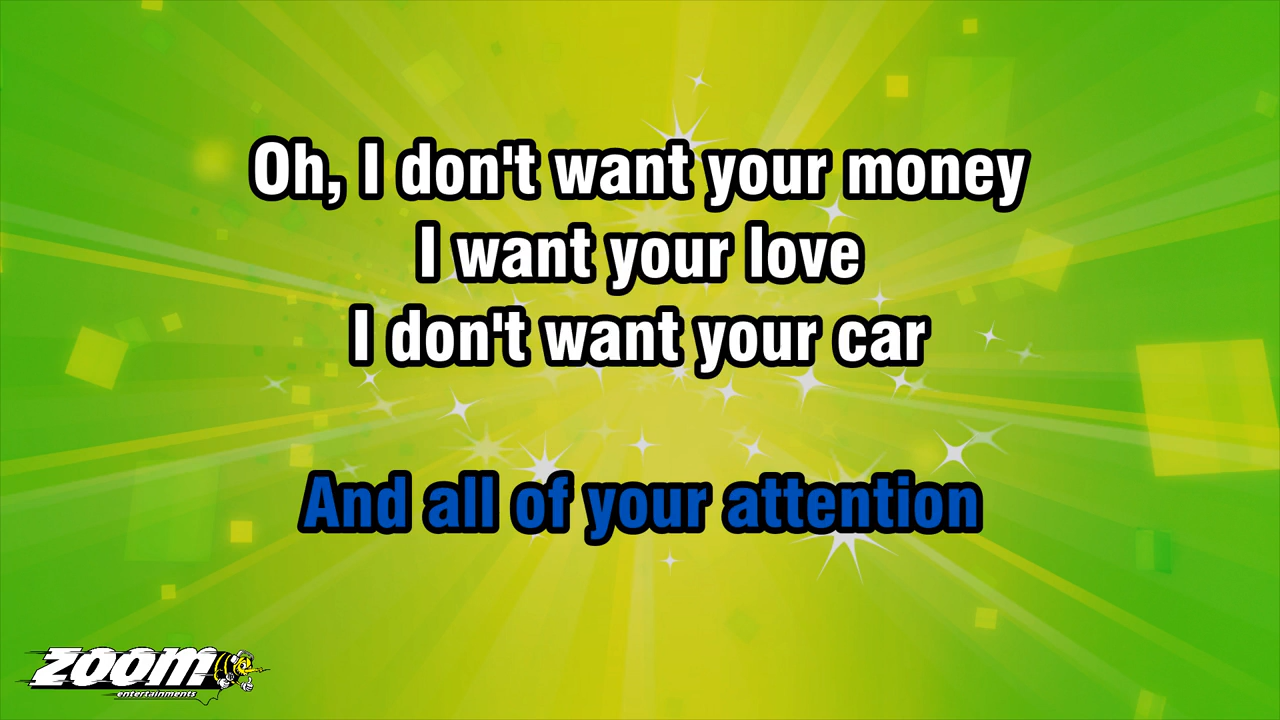 Oh, I don't want your money
I want your love
I don't want your car
And all of your attention
ZOOM
entertainments